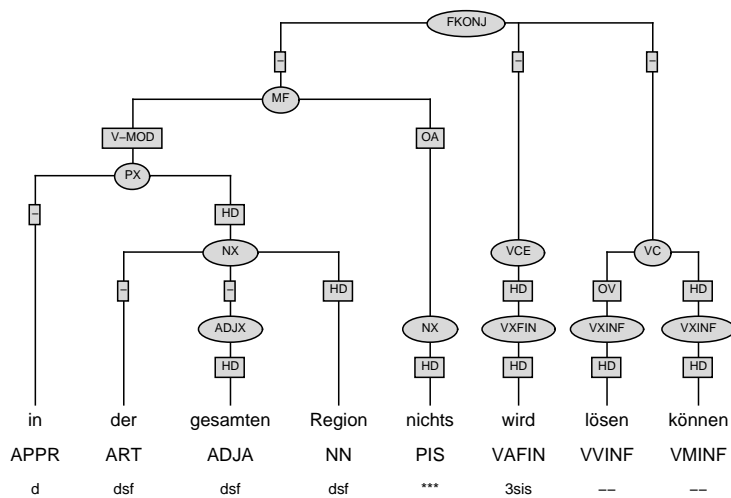 FKONJ
– – –
MF
V–MOD OA
PX
– HD
NX VCE VC
– – HD HD OV HD
ADJX NX VXFIN VXINF VXINF
HD HD HD HD HD
in der gesamten Region nichts wird lösen können
APPR ART ADJA NN PIS VAFIN VVINF VMINF
d dsf dsf dsf *** 3sis –– ––